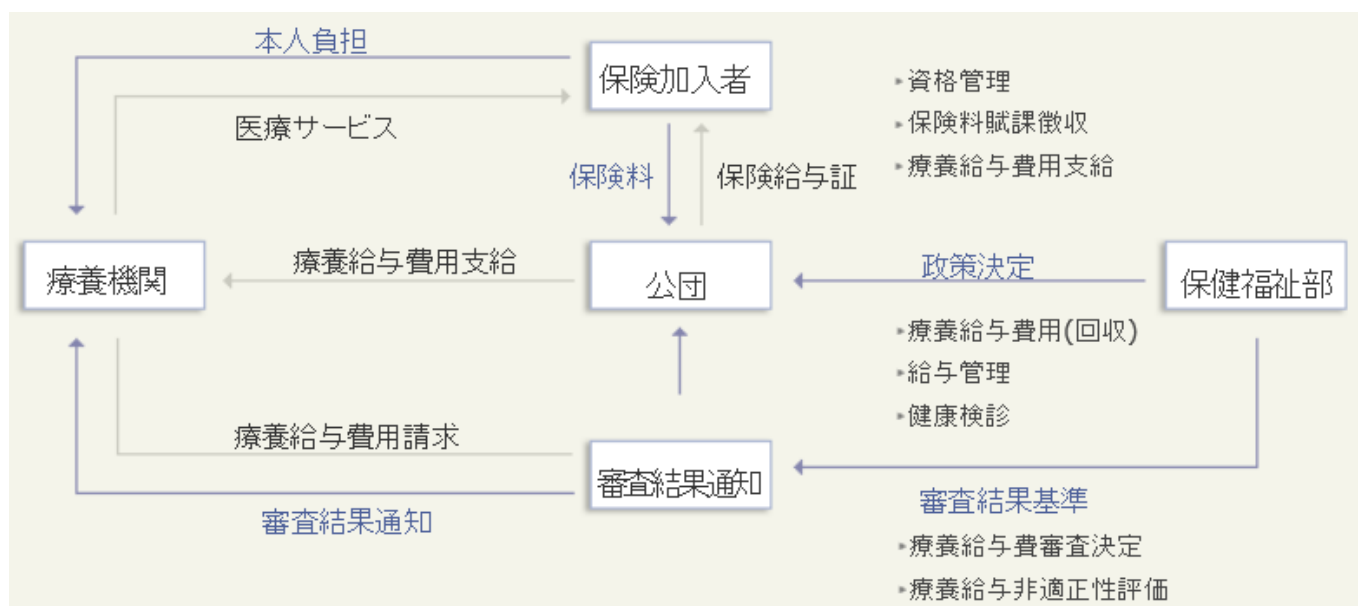 本人負担
保険加入者
資格管理
医療サービス
保険料賦課徴収
保険料
保険給与証
療養給与費用支給
療養機関
療養給与費用支給
公団
政策決定
保健福祉部
療養給与費用(回収)
給与管理
健康検診
療養給与費用請求
審査結果通知
審査結果通知
審査結果基準
療養給与費審査決定
療養給与非適正性評価